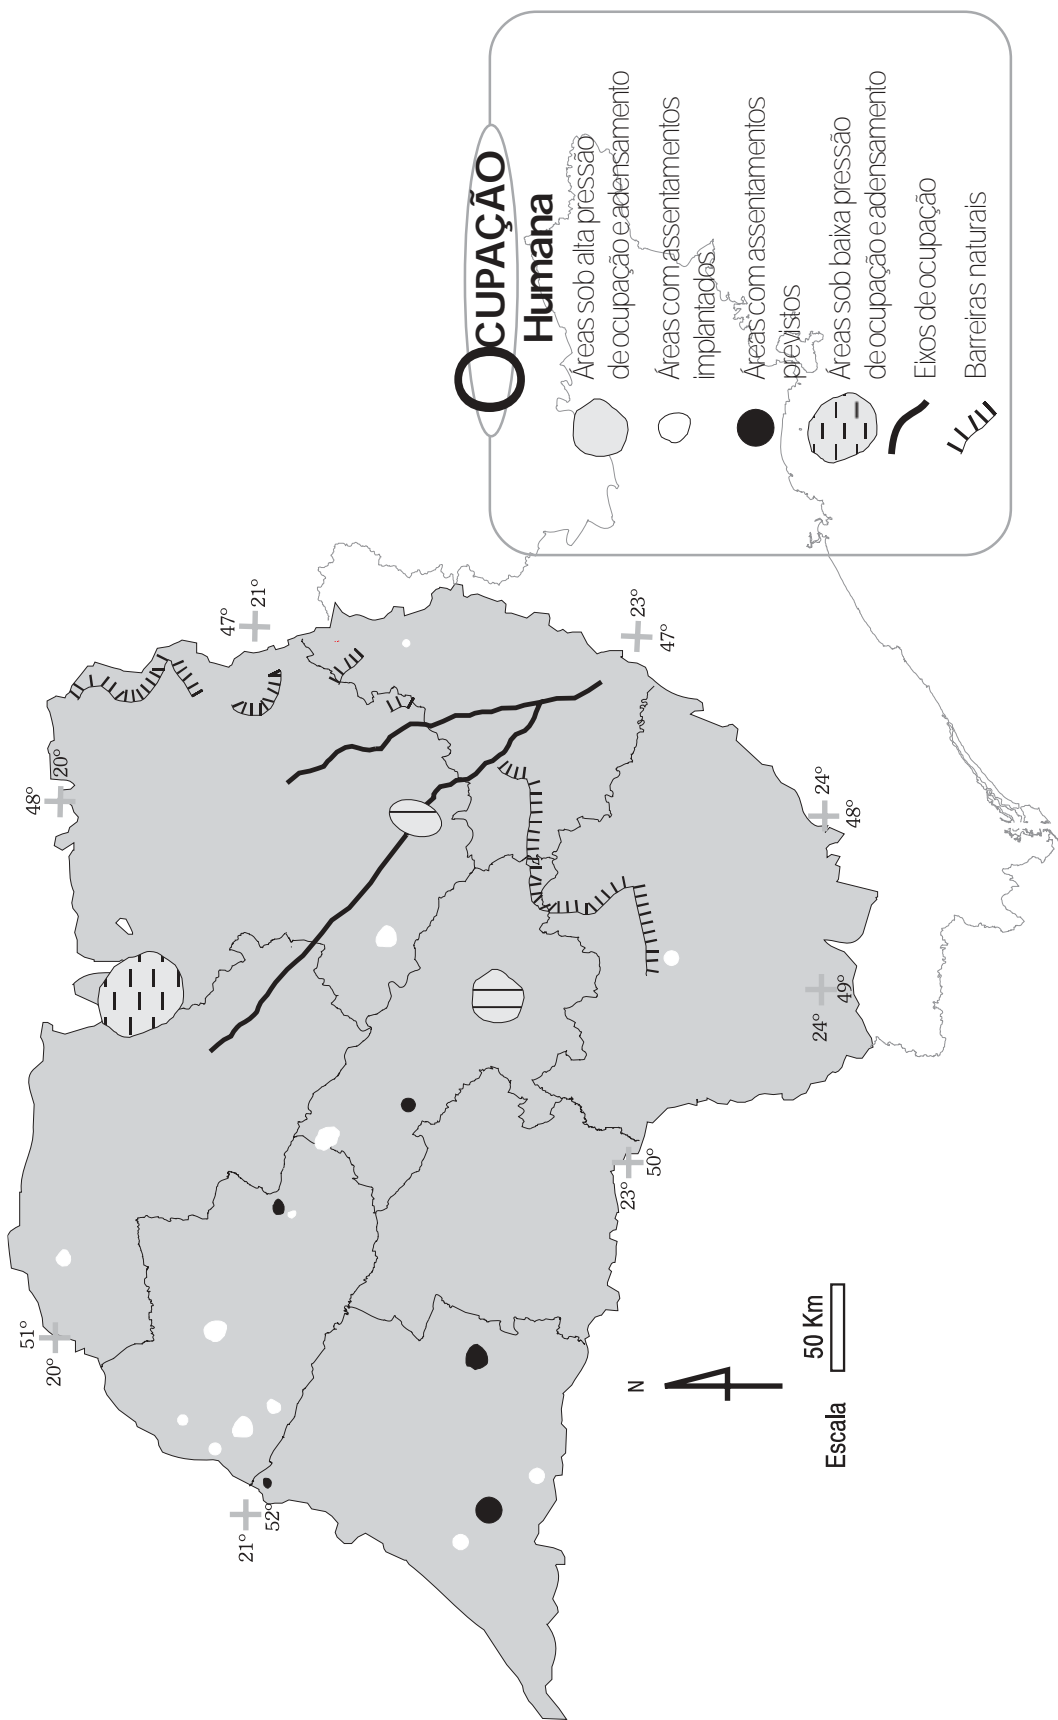 OCUPAÇÃO
Humana
Áreas sob alta pressão
de ocupação e adensamento
Áreas com assentamentos
implantados
Áreas com assentamentos
previstos
Áreas sob baixa pressão
de ocupação e adensamento
Eixos de ocupação
Barreiras naturais
51°
20°
48°
20°
47°
21°
21°
52°
23°
47°
23°
50°
24°
49°
24°
48°
N
Escala
50 Km